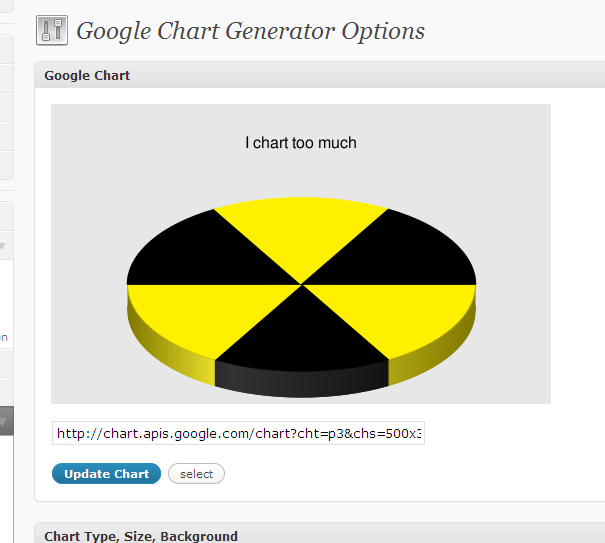 Google Chart Generator Options
Google Chart
I chart too much
on
http://chart.apis.google.com/chart?cht=p3&chs=500x3
Update Chart select
Chart Type, Size, Background